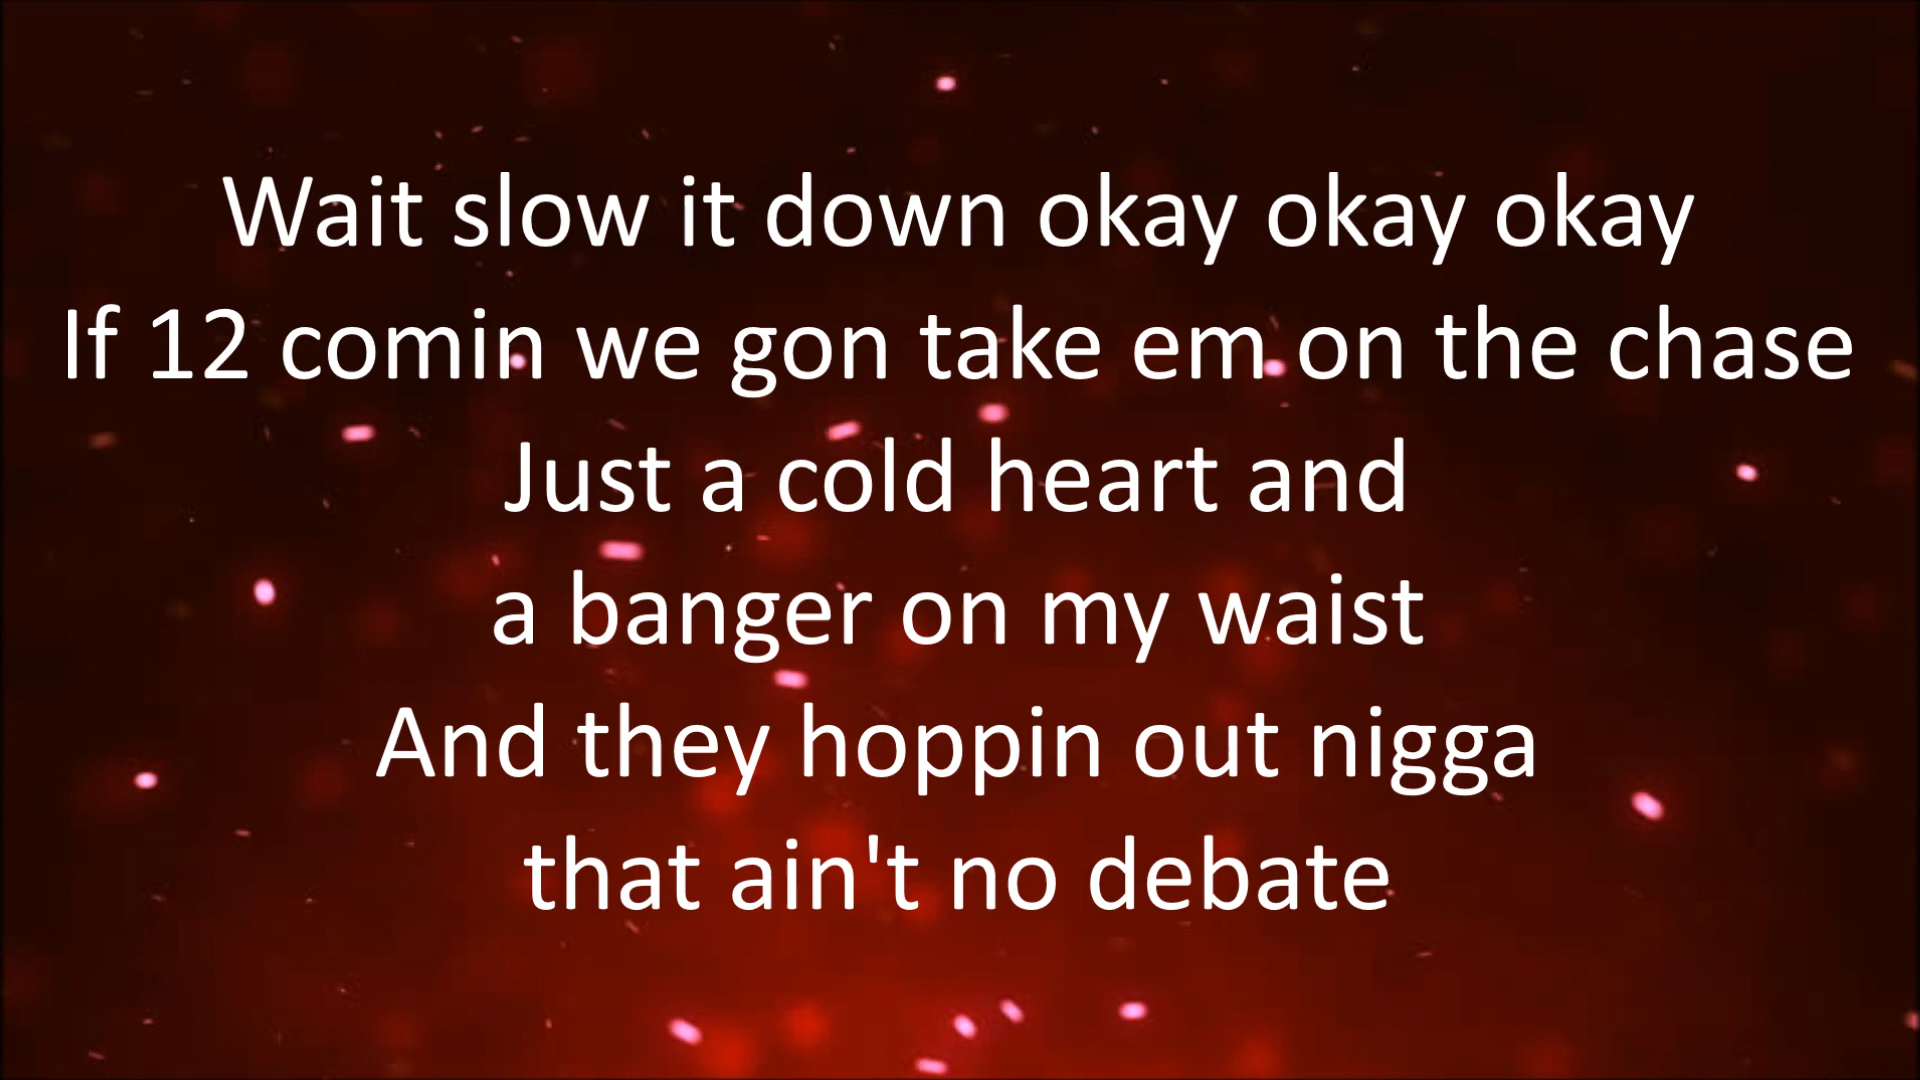 Wait slow it down okay okay okay
If 12 comin we gon take em on the chase
Just a cold heart and
a banger on my waist
And they hoppin out nigga
that ain't no debate